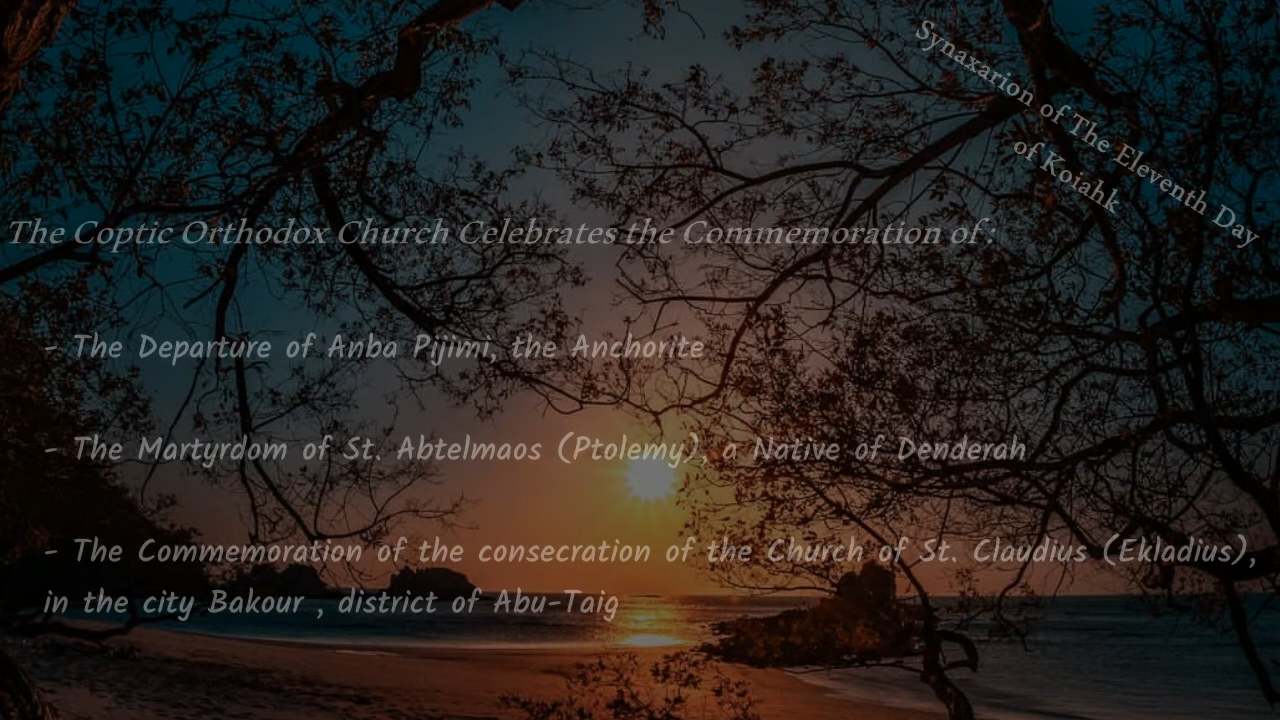 Synaxarion of The Eleventh Day
of Koiahk
The Coptic Orthodox Church Celebrates the Commemoration of:
- The Departure of Anba Pijimi, the Anchorite
- The Martyrdom of St. Abtelmaos (Ptolemy), a Native of Denderah
- The Commemoration of the consecration of the Church of St. Claudius (Ekladius),
in the city Bakour , district of Abu-Taig